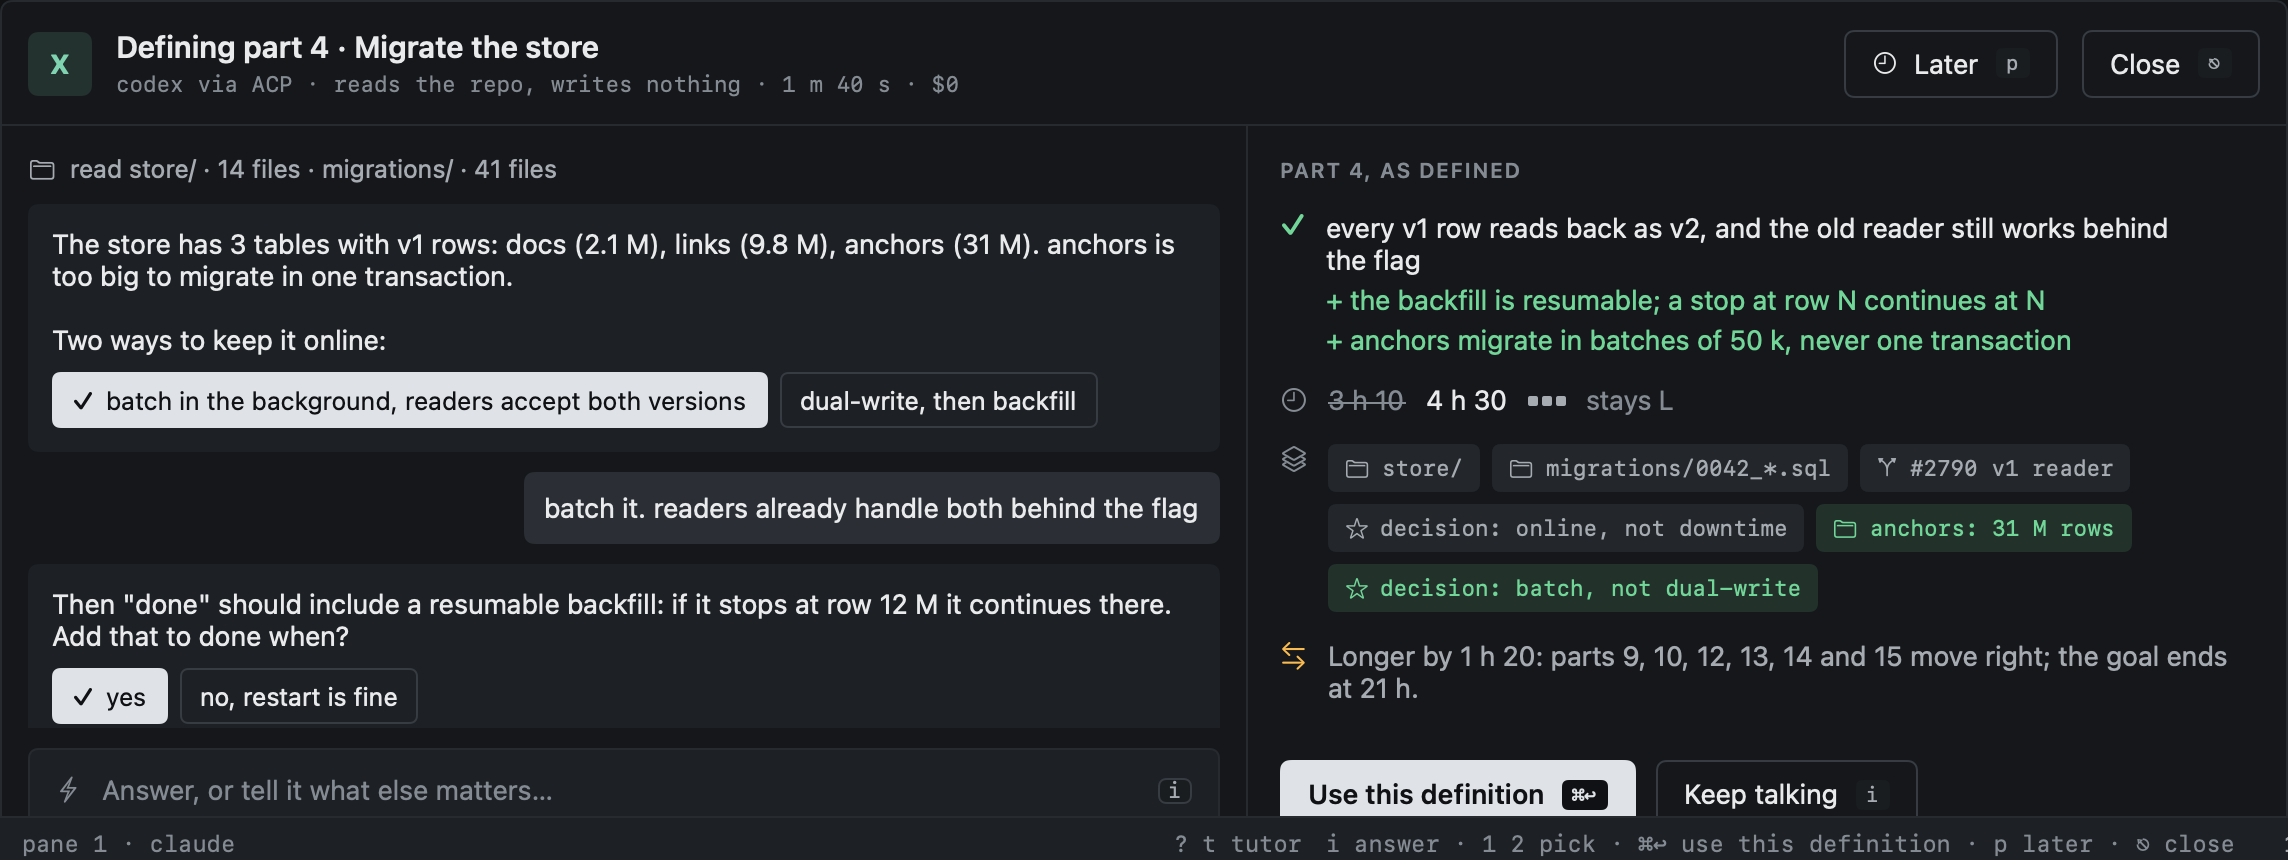 x
Defining part 4 · Migrate the store
codex via ACP · reads the repo, writes nothing · 1 m 40 s · $0
Later p
Close ⎋
read store/ · 14 files · migrations/ · 41 files
The store has 3 tables with v1 rows: docs (2.1 M), links (9.8 M), anchors (31 M). anchors is
too big to migrate in one transaction.
Two ways to keep it online:
✓ batch in the background, readers accept both versions
dual-write, then backfill
batch it. readers already handle both behind the flag
Then "done" should include a resumable backfill: if it stops at row 12 M it continues there.
Add that to done when?
✓ yes
no, restart is fine
Answer, or tell it what else matters...
i
PART 4, AS DEFINED
every v1 row reads back as v2, and the old reader still works behind
the flag
+ the backfill is resumable; a stop at row N continues at N
+ anchors migrate in batches of 50 k, never one transaction
3 h 10 4 h 30 stays L
store/
migrations/0042_*.sql
#2790 v1 reader
decision: online, not downtime
anchors: 31 M rows
decision: batch, not dual-write
Longer by 1 h 20: parts 9, 10, 12, 13, 14 and 15 move right; the goal ends
at 21 h.
Use this definition ⌘↩
Keep talking i
pane 1 · claude
? t tutor i answer · 1 2 pick · ⌘↩ use this definition · p later · ⎋ close